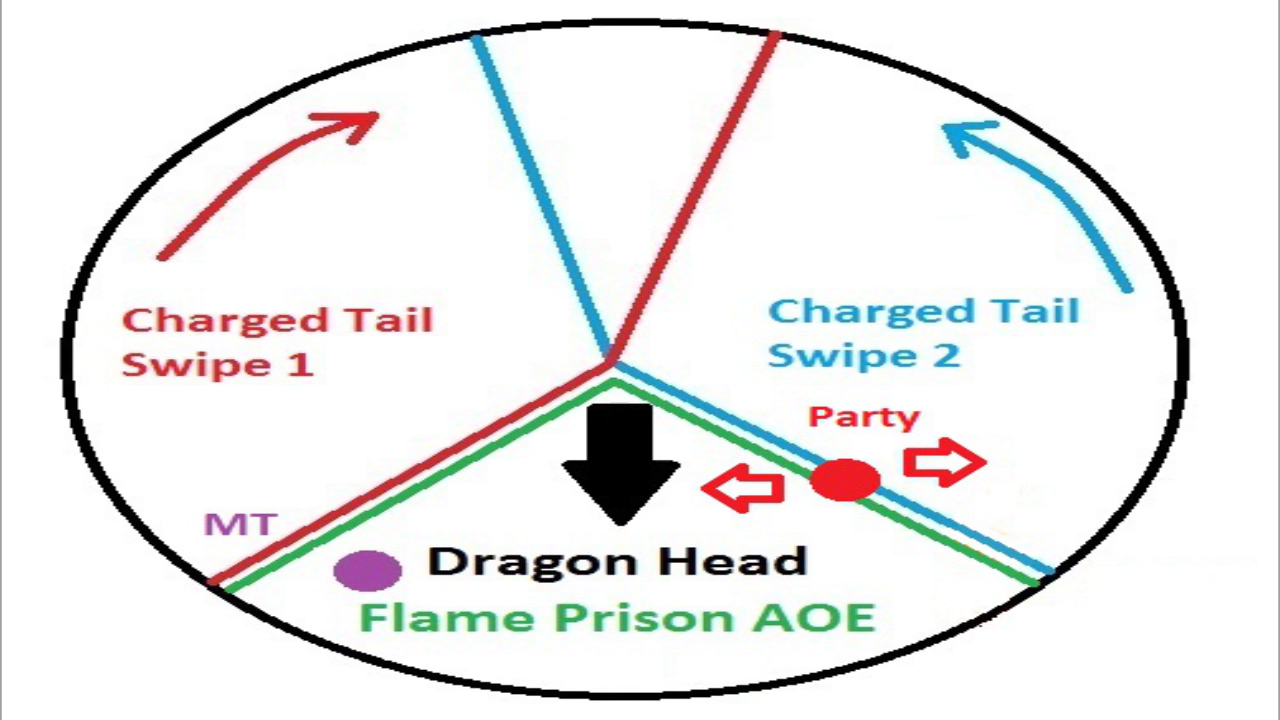 Charged Tail
Swipe 1
Charged Tail
Swipe 2
Party
MT
Dragon Head
Flame Prison AOE